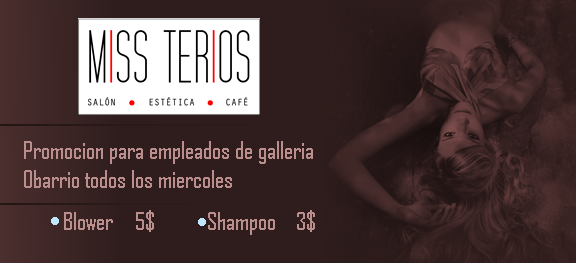 MISS TERIOS
SALÓN • ESTÉTICA • CAFÉ
Promocion para empleados de galleria
Obarrio todos los miercoles
•Blower 5$ •Shampoo 3$